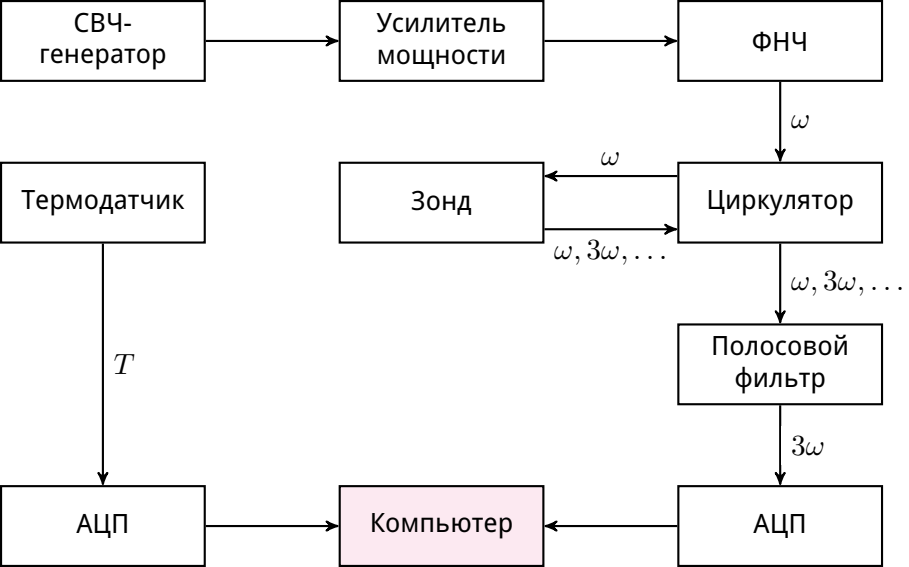 СВЧ-
генератор
Усилитель
мощности
ФНЧ
ω
Термодатчик
Зонд
ω
ω, 3ω, ...
Циркулятор
ω, 3ω, ...
Полосовой
фильтр
T
3ω
АЦП
Компьютер
АЦП